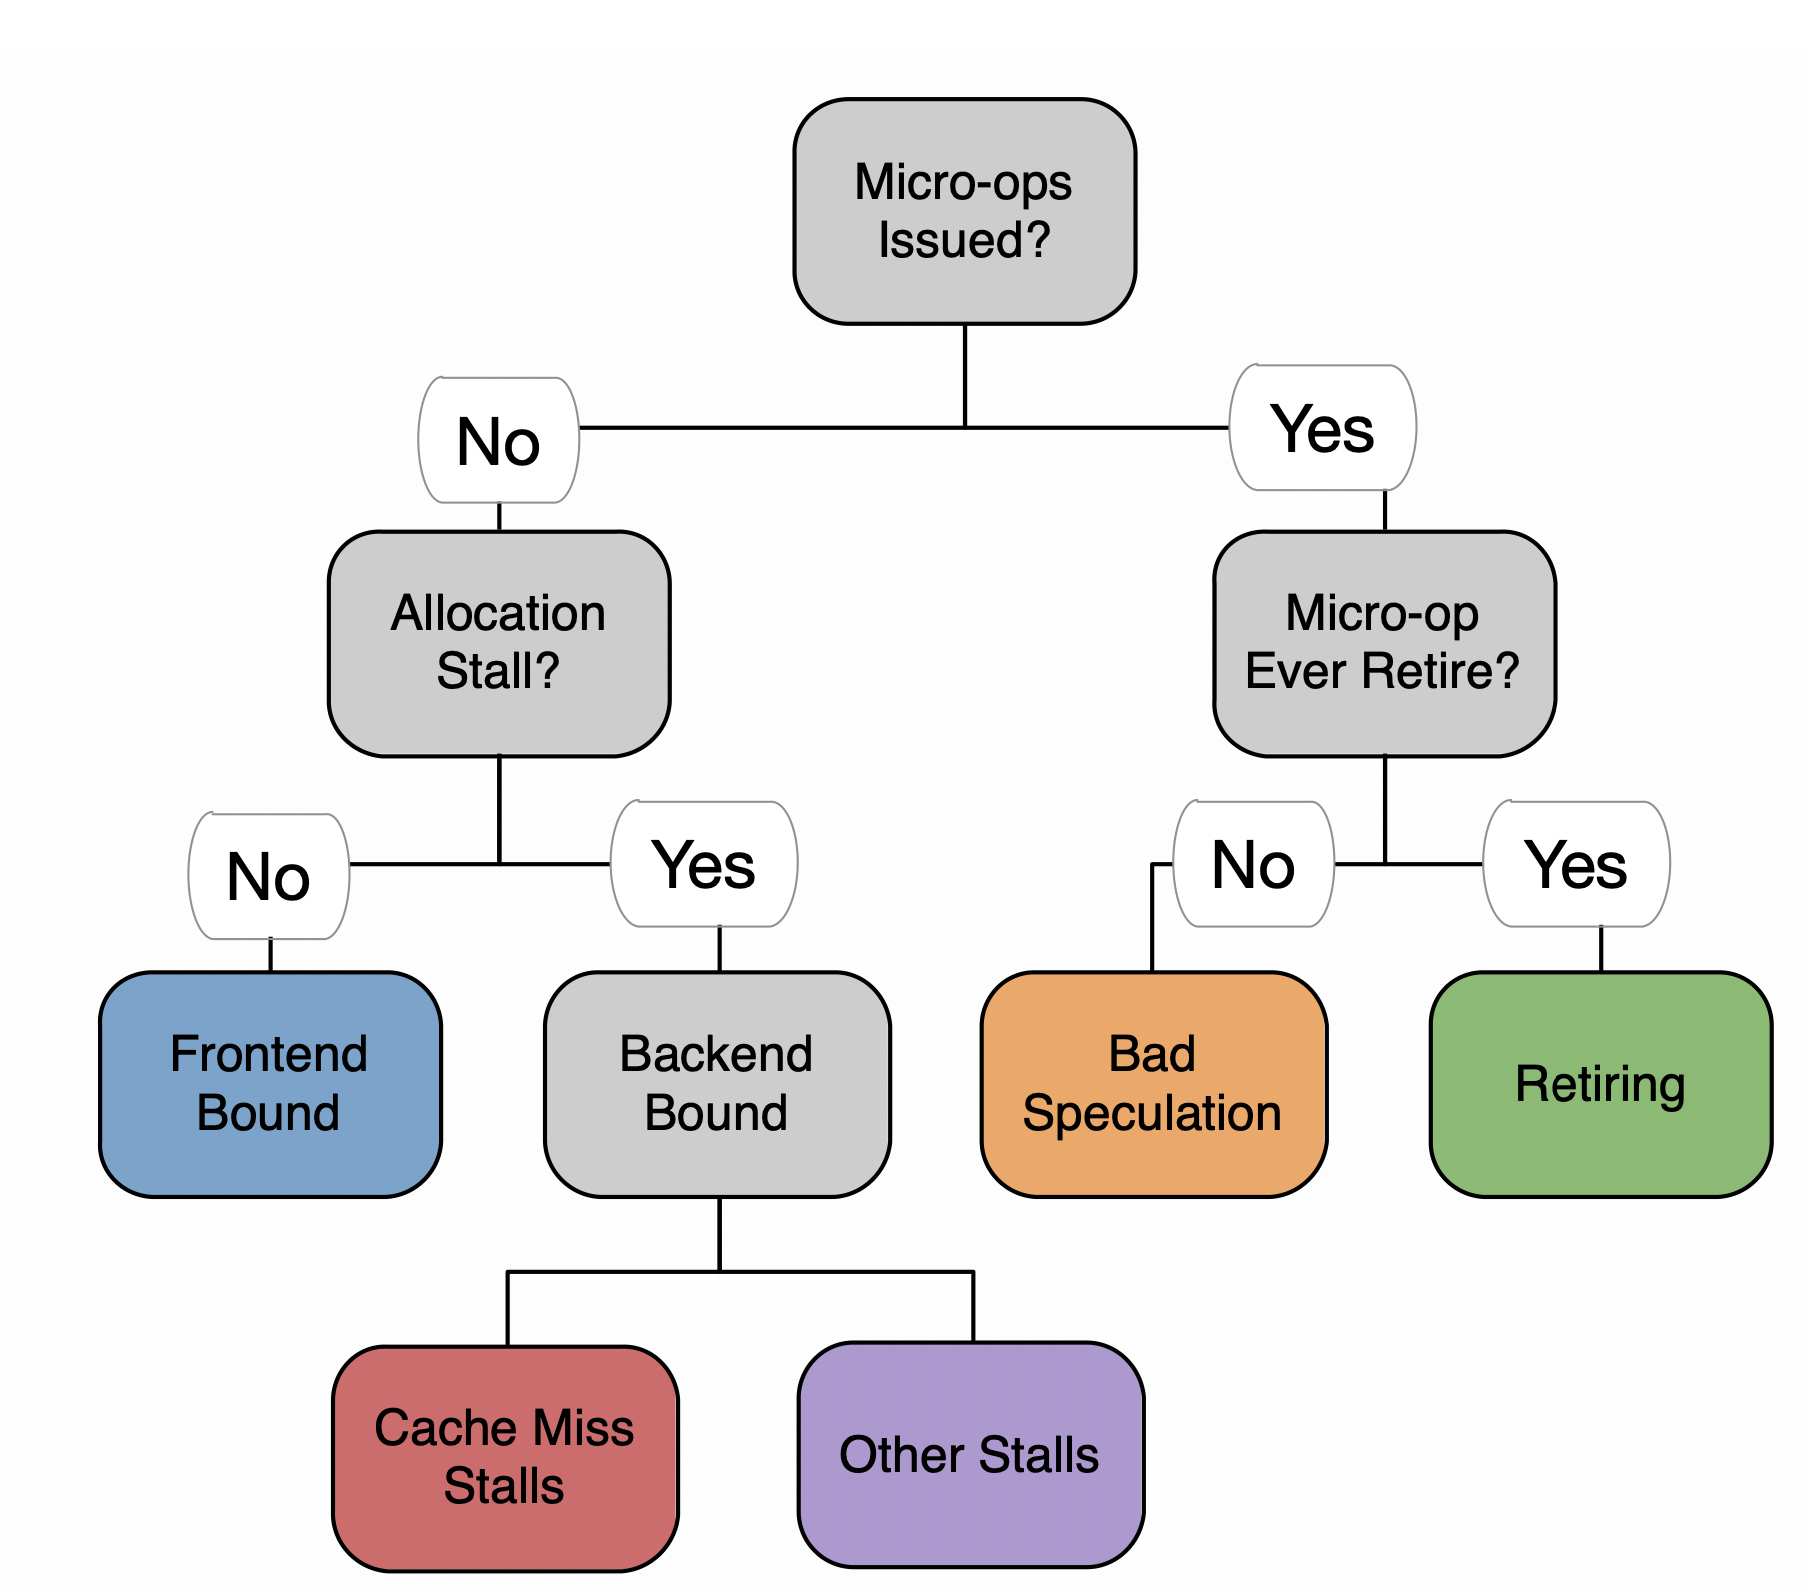 Micro-ops
Issued?
No
Yes
Allocation
Stall?
Micro-op
Ever Retire?
No
Yes
No
Yes
Frontend
Bound
Backend
Bound
Bad
Speculation
Retiring
Cache Miss
Stalls
Other Stalls